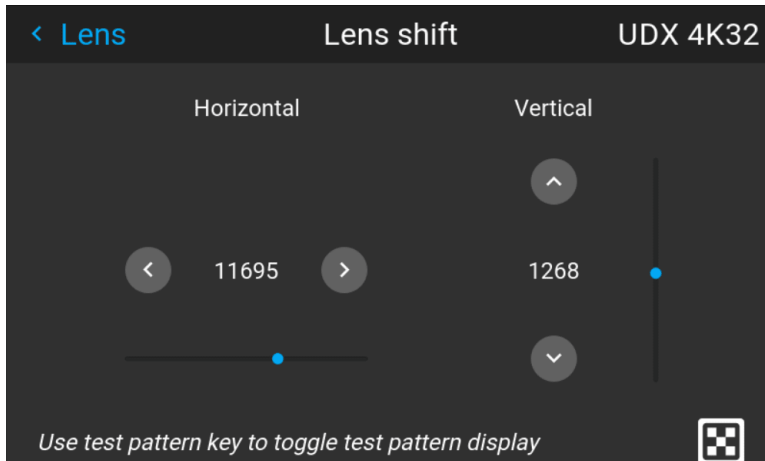 Lens Lens shift UDX 4K32
Horizontal Vertical
11695 1268
Use test pattern key to toggle test pattern display